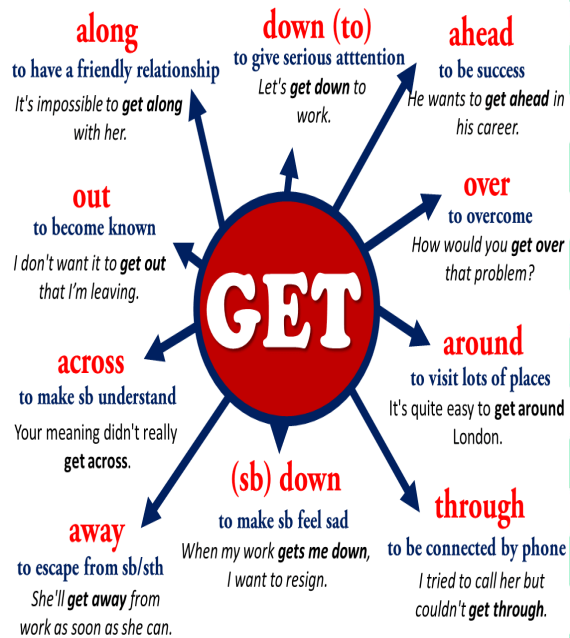 along
to have a friendly relationship
It's impossible to get along
with her.
down (to)
to give serious atttention
Let's get down to
work.
ahead
to be success
He wants to get ahead in
his career.
out
to become known
I don't want it to get out
that I’m leaving.
over
to overcome
How would you get over
that problem?
GET
across
to make sb understand
Your meaning didn't really
get across.
around
to visit lots of places
It's quite easy to get around
London.
away
to escape from sb/sth
She'll get away from
work as soon as she can.
(sb) down
to make sb feel sad
When my work gets me down,
I want to resign.
through
to be connected by phone
I tried to call her but
couldn't get through.